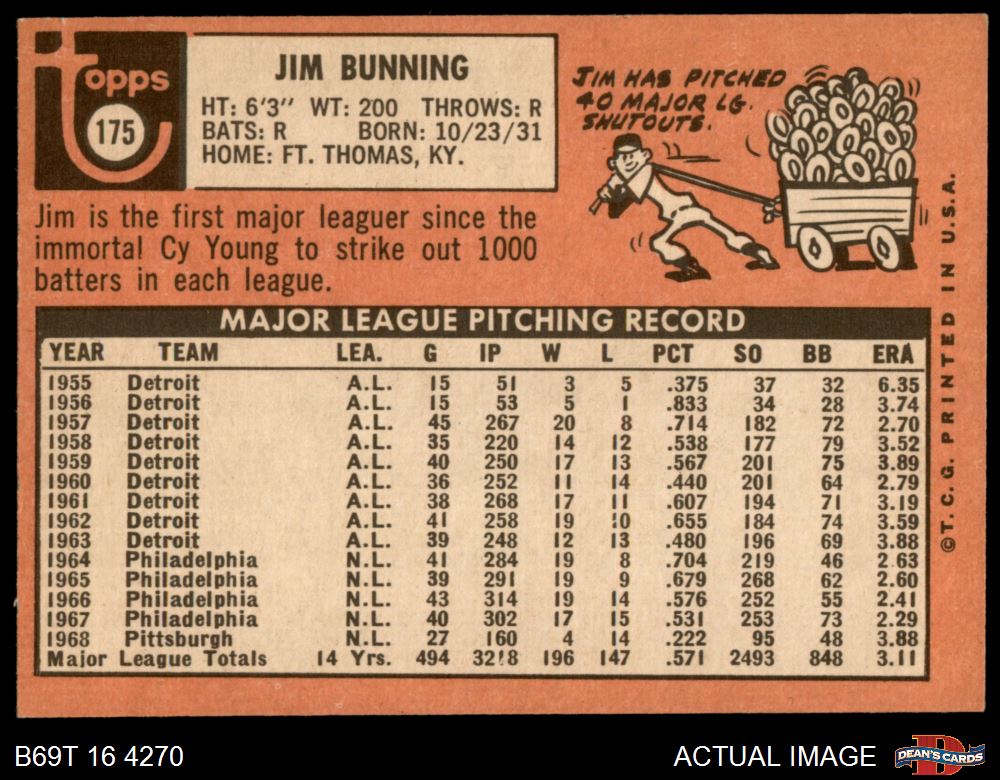 topps
175
JIM BUNNING
HT: 6'3" WT: 200 THROWS: R
BATS: R BORN: 10/23/31
HOME: FT. THOMAS, KY.
JIM HAS PITCHED
40 MAJOR LG.
SHUTOUTS.
Jim is the first major leaguer since the
immortal Cy Young to strike out 1000
batters in each league.
MAJOR LEAGUE PITCHING RECORD
YEAR TEAM LEA. G IP W L PCT SO BB ERA
1955 Detroit A.L. 15 51 3 5 .375 37 32 6.35
1956 Detroit A.L. 15 53 5 1 .833 34 28 3.74
1957 Detroit A.L. 45 267 20 8 .714 182 72 2.70
1958 Detroit A.L. 35 220 14 12 .538 177 79 3.52
1959 Detroit A.L. 40 250 17 13 .567 201 75 3.89
1960 Detroit A.L. 36 252 11 14 .440 201 64 2.79
1961 Detroit A.L. 38 268 17 11 .607 194 71 3.19
1962 Detroit A.L. 41 258 19 10 .655 184 74 3.59
1963 Detroit A.L. 39 248 12 13 .480 196 69 3.88
1964 Philadelphia N.L. 41 284 19 8 .704 219 46 2.63
1965 Philadelphia N.L. 39 291 19 9 .679 268 62 2.60
1966 Philadelphia N.L. 43 314 19 14 .576 252 55 2.41
1967 Philadelphia N.L. 40 302 17 15 .531 253 73 2.29
1968 Pittsburgh N.L. 27 160 4 14 .222 95 48 3.88
Major League Totals 14 Yrs. 494 3218 196 147 .571 2493 848 3.11
©T.C.G. PRINTED IN U.S.A.
B69T 16 4270
ACTUAL IMAGE
D
DEAN'S CARDS